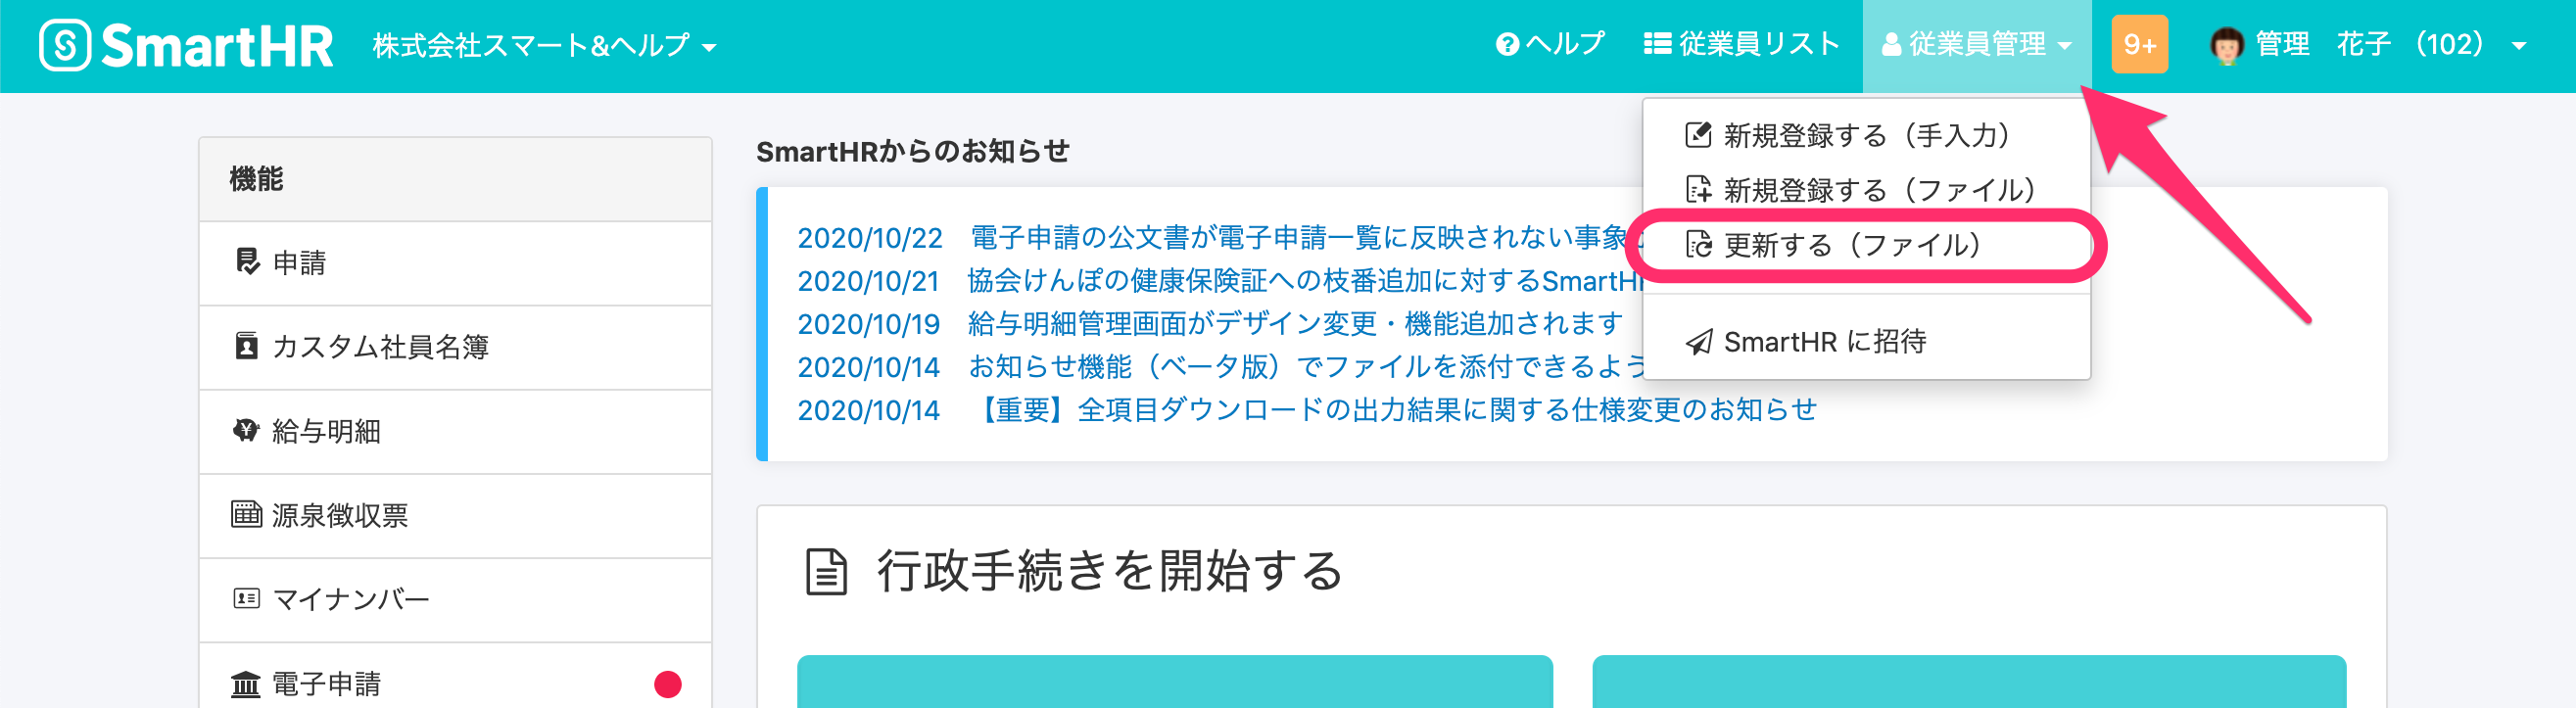 SmartHR 株式会社スマート&ヘルプ ヘルプ 従業員リスト 従業員管理 9+ 管理 花子 （102）
新規登録する（手入力）
新規登録する（ファイル）
更新する（ファイル）
SmartHR に招待
機能
申請
カスタム社員名簿
給与明細
源泉徴収票
マイナンバー
電子申請
SmartHRからのお知らせ
2020/10/22 電子申請の公文書が電子申請一覧に反映されない事象
2020/10/21 協会けんぽの健康保険証への枝番追加に対するSmartH
2020/10/19 給与明細管理画面がデザイン変更・機能追加されます
2020/10/14 お知らせ機能（ベータ版）でファイルを添付できるよう
2020/10/14 【重要】全項目ダウンロードの出力結果に関する仕様変更のお知らせ
行政手続きを開始する